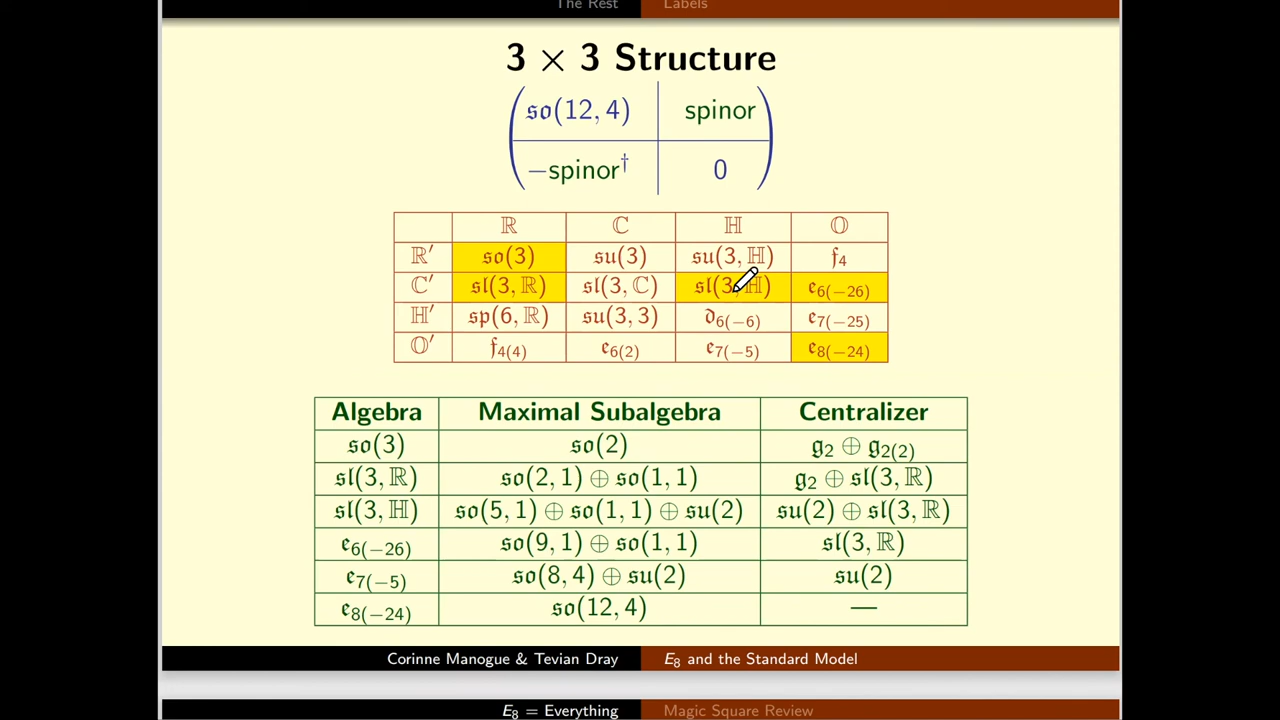 The Rest Labels
3 × 3 Structure
𝔰𝔬(12, 4) spinor
−spinor† 0
ℝ ℂ ℍ 𝕆
ℝ′ 𝔰𝔬(3) 𝔰𝔲(3) 𝔰𝔲(3, ℍ) 𝔣₄
ℂ′ 𝔰𝔩(3, ℝ) 𝔰𝔩(3, ℂ) 𝔰𝔩(3, ℍ) 𝔢₆₍₋₂₆₎
ℍ′ 𝔰𝔭(6, ℝ) 𝔰𝔲(3, 3) 𝔡₆₍₋₆₎ 𝔢₇₍₋₂₅₎
𝕆′ 𝔣₄₍₄₎ 𝔢₆₍₂₎ 𝔢₇₍₋₅₎ 𝔢₈₍₋₂₄₎
Algebra Maximal Subalgebra Centralizer
𝔰𝔬(3) 𝔰𝔬(2) 𝔤₂ ⊕ 𝔤₂₍₂₎
𝔰𝔩(3, ℝ) 𝔰𝔬(2, 1) ⊕ 𝔰𝔬(1, 1) 𝔤₂ ⊕ 𝔰𝔩(3, ℝ)
𝔰𝔩(3, ℍ) 𝔰𝔬(5, 1) ⊕ 𝔰𝔬(1, 1) ⊕ 𝔰𝔲(2) 𝔰𝔲(2) ⊕ 𝔰𝔩(3, ℝ)
𝔢₆₍₋₂₆₎ 𝔰𝔬(9, 1) ⊕ 𝔰𝔬(1, 1) 𝔰𝔩(3, ℝ)
𝔢₇₍₋₅₎ 𝔰𝔬(8, 4) ⊕ 𝔰𝔲(2) 𝔰𝔲(2)
𝔢₈₍₋₂₄₎ 𝔰𝔬(12, 4) —
Corinne Manogue & Tevian Dray E₈ and the Standard Model
E₈ = Everything Magic Square Review